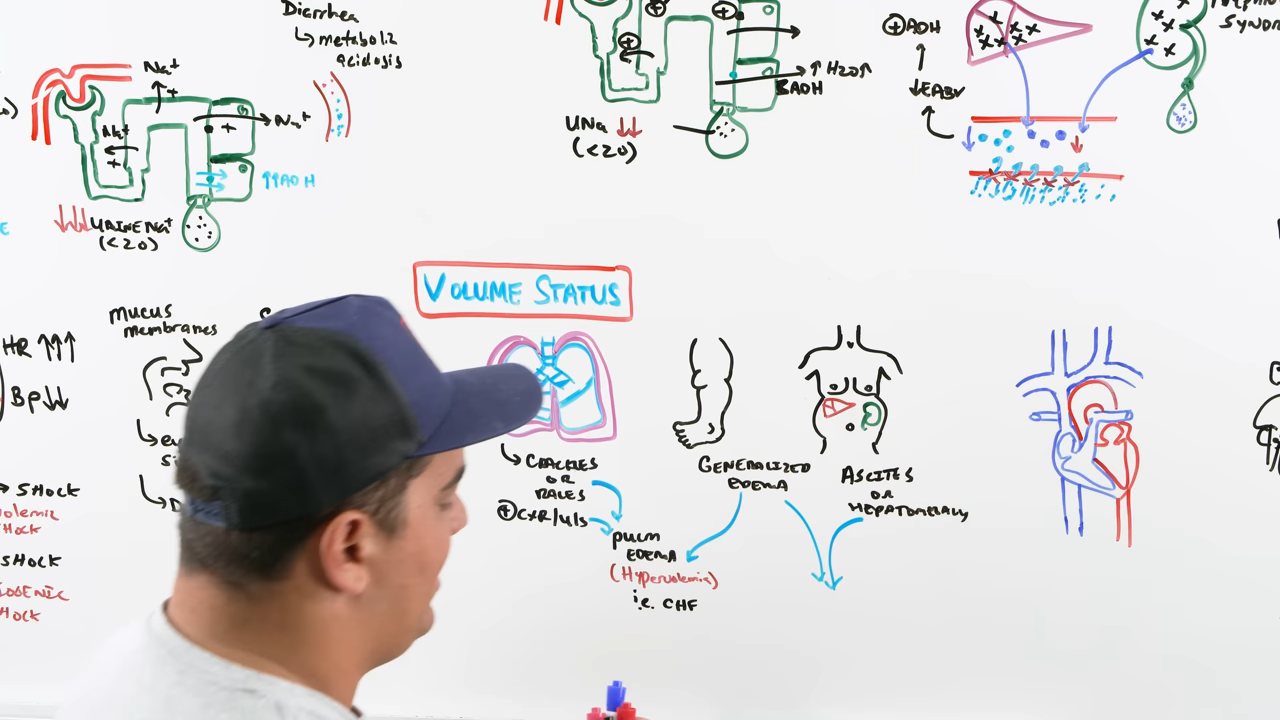 Diarrhea
↳ metabolic
acidosis
Na⁺
+
Na⁺
Na⁺
+
+
↑↑ADH
↓↓↓ URINE Na⁺
(<20)
+
+
+
↑H2O↑
ADH
UNa ↓↓
(<20)
⊕ADH
↑
↓EABV
SYNDR
VOLUME STATUS
HR ↑↑↑
BP↓↓
mucus
membranes
→ SHOCK
SHOCK
↳ CRACKLES
OR
RALES
⊕CXR/u/s
pulm
EDEMA
(Hypervolemia)
i.e. CHF
GENERALIZED
EDEMA
ASCITES
OR
HEPATOMEGALY